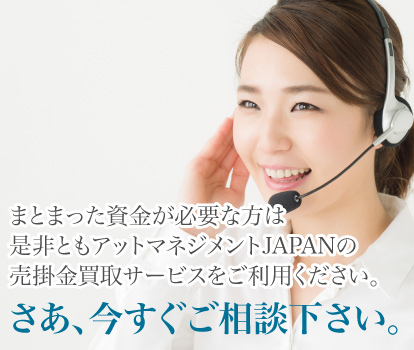 まとまった資金が必要な方は
是非ともアットマネジメントJAPANの
売掛金買取サービスをご利用ください。
さあ、今すぐご相談下さい。